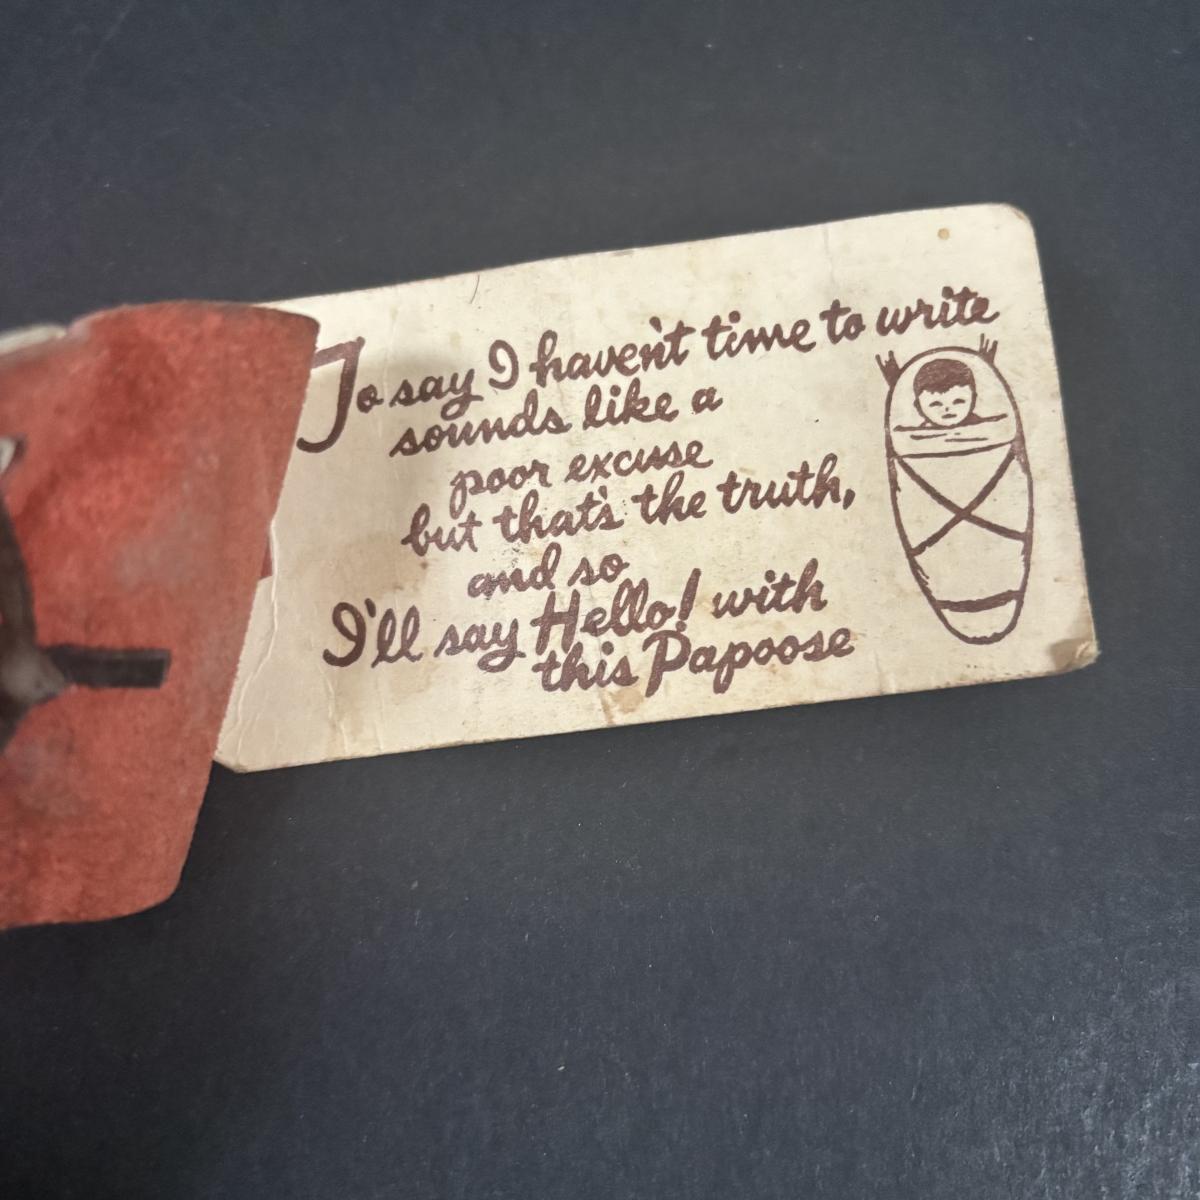 To say I haven't time to write
sounds like a
poor excuse
but that's the truth,
and so
I'll say Hello! with
this Papoose